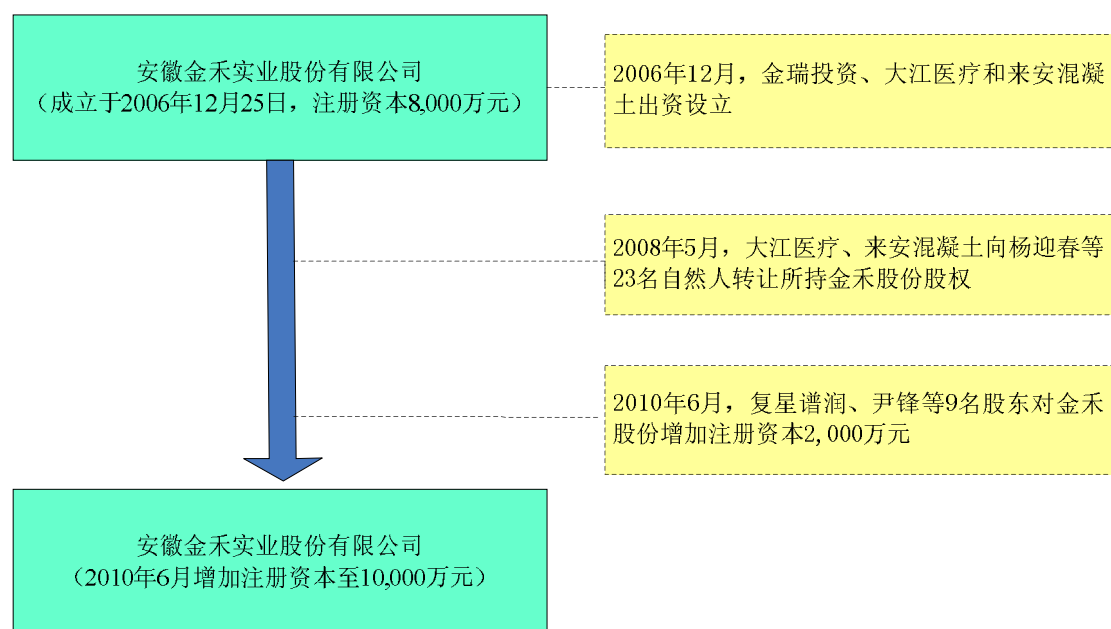 安徽金禾实业股份有限公司
（成立于2006年12月25日，注册资本8,000万元）
2006年12月，金瑞投资、大江医疗和来安混凝
土出资设立
2008年5月，大江医疗、来安混凝土向杨迎春等
23名自然人转让所持金禾股份股权
2010年6月，复星谱润、尹锋等9名股东对金禾
股份增加注册资本2,000万元
安徽金禾实业股份有限公司
（2010年6月增加注册资本至10,000万元）